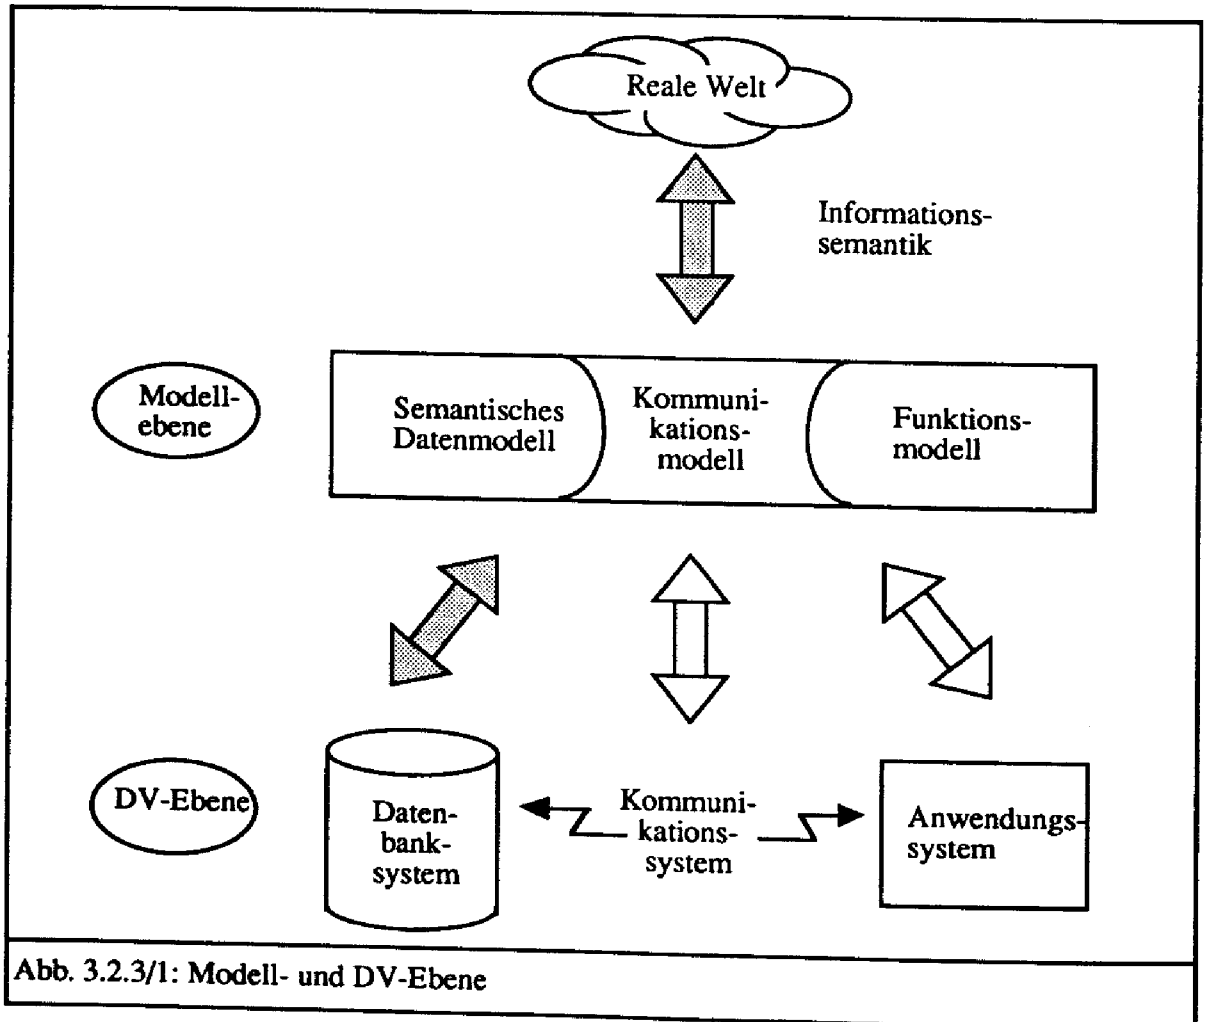 Reale Welt
Informations-
semantik
Modell-
ebene
Semantisches
Datenmodell
Kommuni-
kations-
modell
Funktions-
modell
DV-Ebene
Daten-
bank-
system
Kommuni-
kations-
system
Anwendungs-
system
Abb. 3.2.3/1: Modell- und DV-Ebene